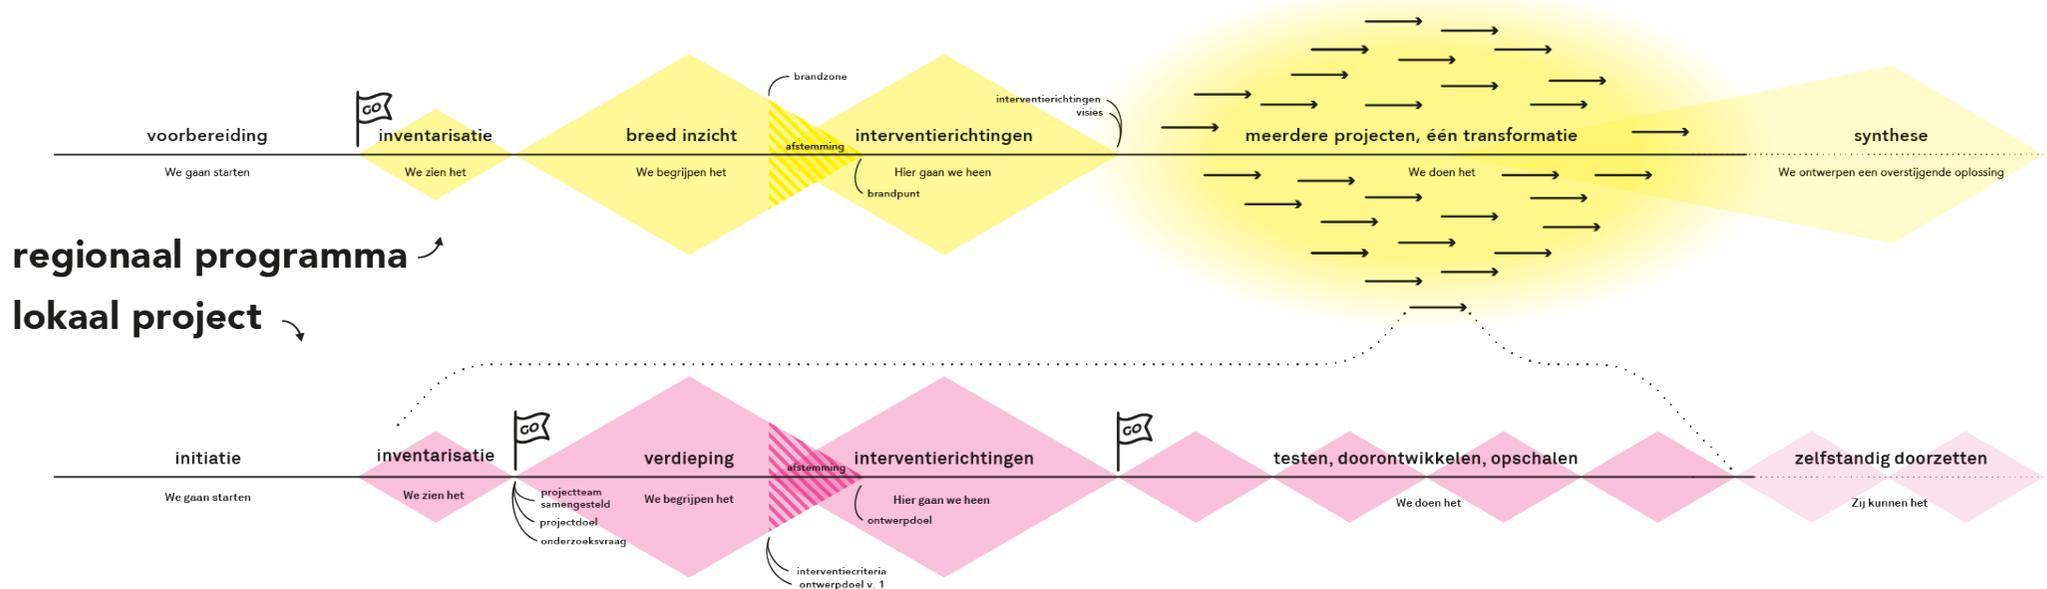 brandzone
GO
interventierichtingen
visies
voorbereiding
inventarisatie
breed inzicht
afstemming
interventierichtingen
meerdere projecten, één transformatie
synthese
We gaan starten
We zien het
We begrijpen het
Hier gaan we heen
We doen het
We ontwerpen een overstijgende oplossing
brandpunt
regionaal programma
lokaal project
GO
GO
initiatie
inventarisatie
verdieping
afstemming
interventierichtingen
testen, doorontwikkelen, opschalen
zelfstandig doorzetten
We gaan starten
We zien het
projectteam
samengesteld
We begrijpen het
Hier gaan we heen
We doen het
Zij kunnen het
projectdoel
ontwerpdoel
onderzoeksvraag
interventiecriteria
ontwerpdoel v. 1